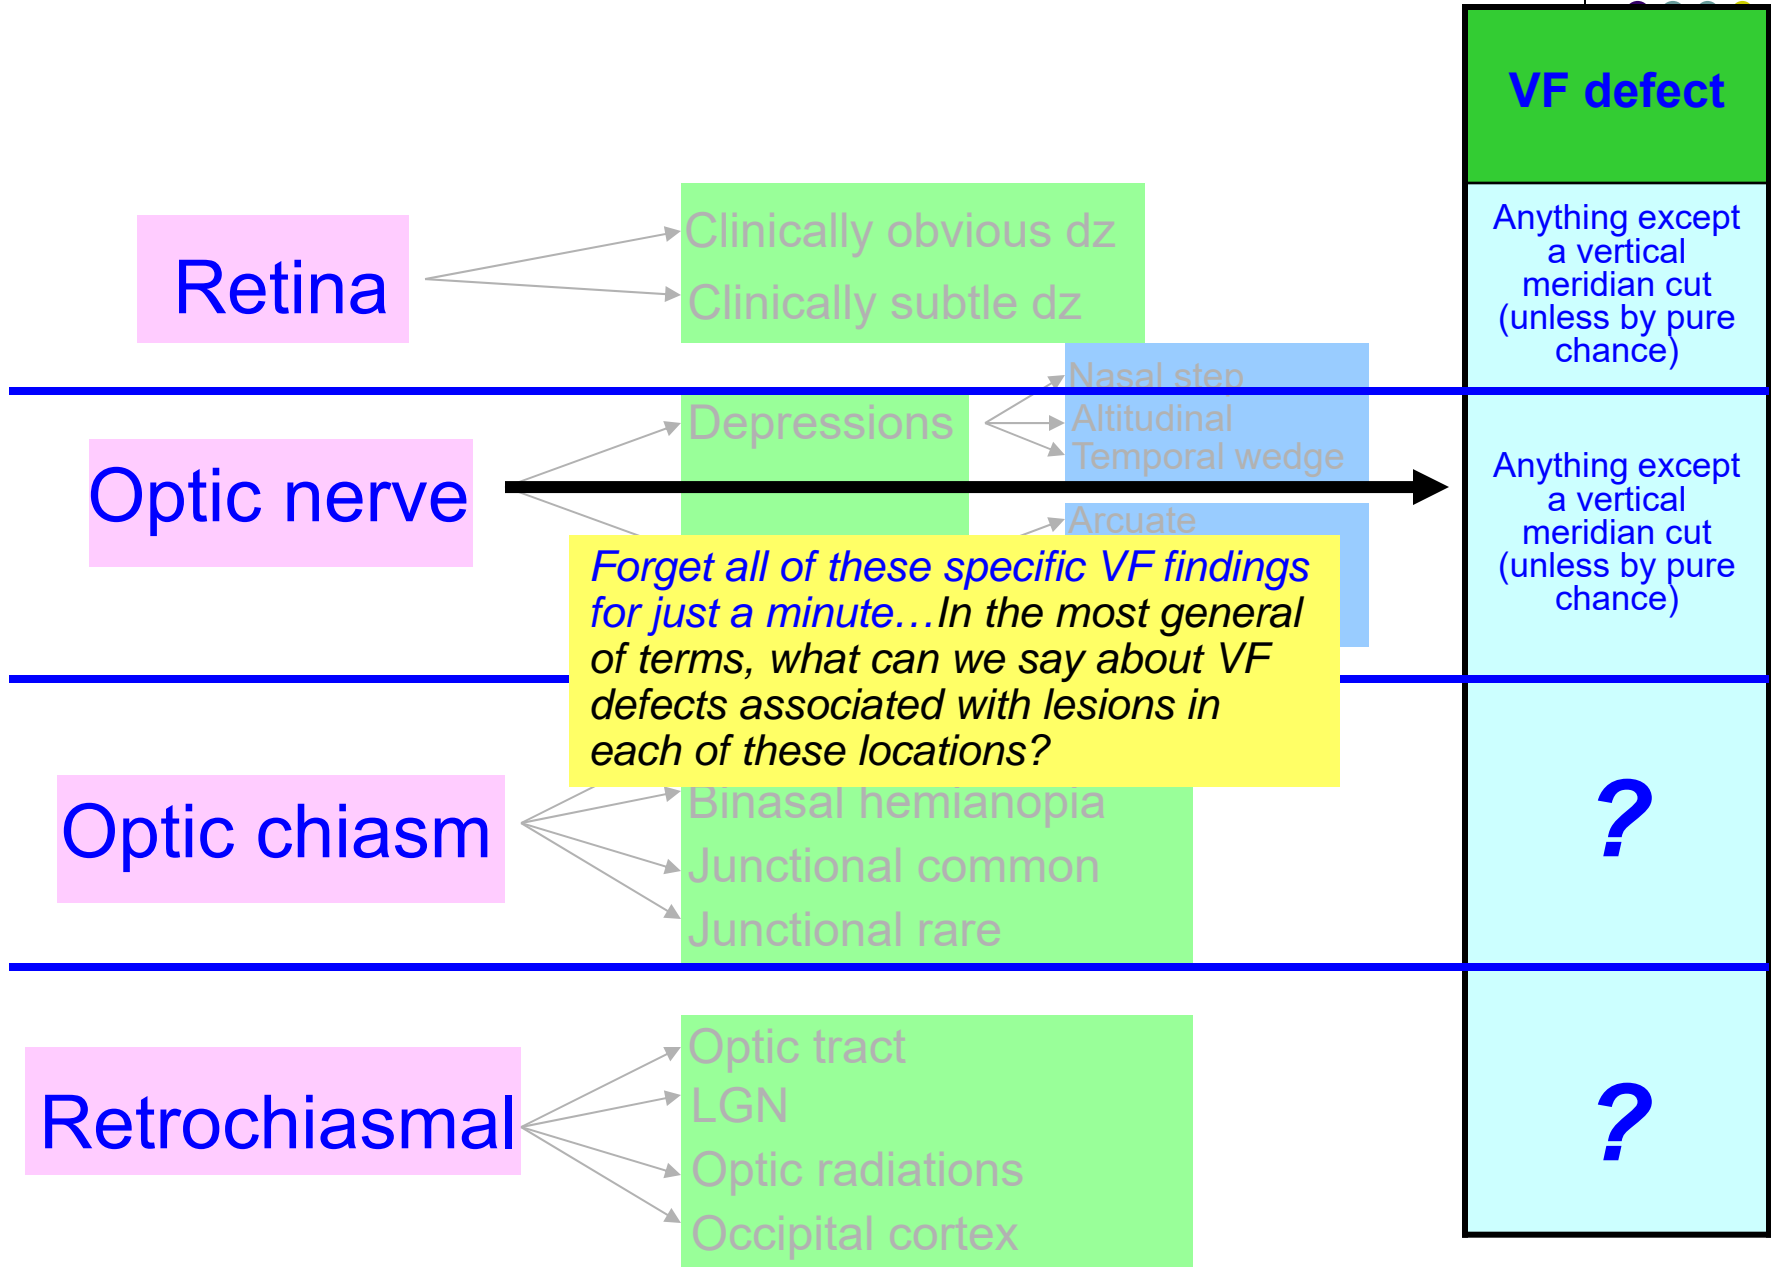 VF defect
Retina
Clinically obvious dz
Clinically subtle dz
Anything except
a vertical
meridian cut
(unless by pure
chance)
Optic nerve
Depressions
Nasal step
Altitudinal
Temporal wedge
Arcuate
Anything except
a vertical
meridian cut
(unless by pure
chance)
Forget all of these specific VF findings
for just a minute…In the most general
of terms, what can we say about VF
defects associated with lesions in
each of these locations?
Optic chiasm
Binasal hemianopia
Junctional common
Junctional rare
?
Retrochiasmal
Optic tract
LGN
Optic radiations
Occipital cortex
?